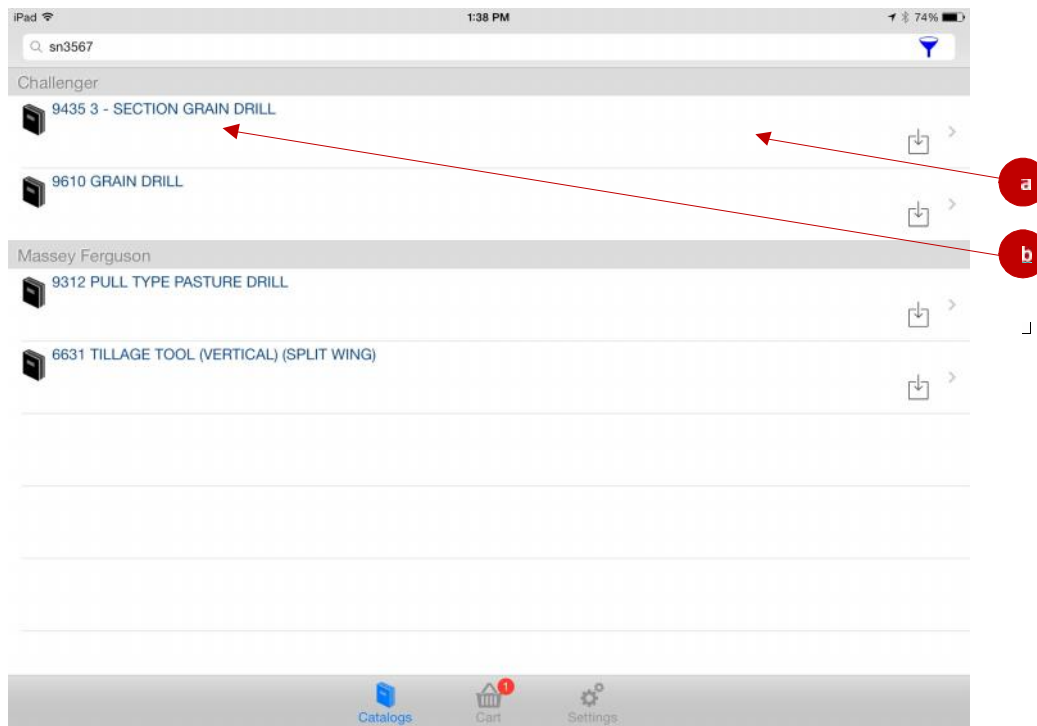 iPad 1:38 PM 74%
sn3567
Challenger
9435 3 - SECTION GRAIN DRILL
a
9610 GRAIN DRILL
Massey Ferguson
b
9312 PULL TYPE PASTURE DRILL
6631 TILLAGE TOOL (VERTICAL) (SPLIT WING)
1
Catalogs Cart Settings